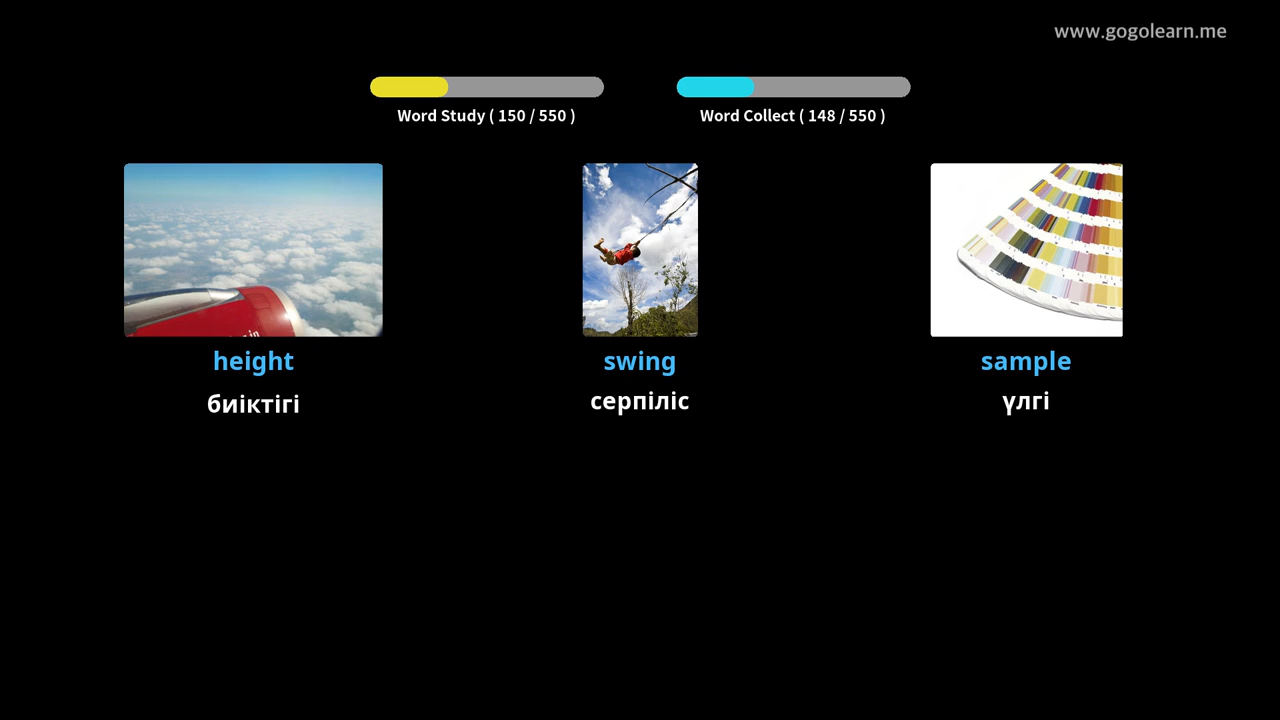 www.gogolearn.me
Word Study ( 150 / 550 )
Word Collect ( 148 / 550 )
height
swing
sample
биіктігі
серпіліс
үлгі